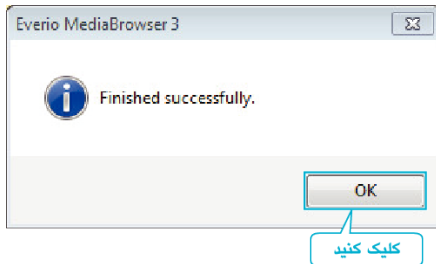 Everio MediaBrowser 3
Finished successfully.
OK
کلیک کنید